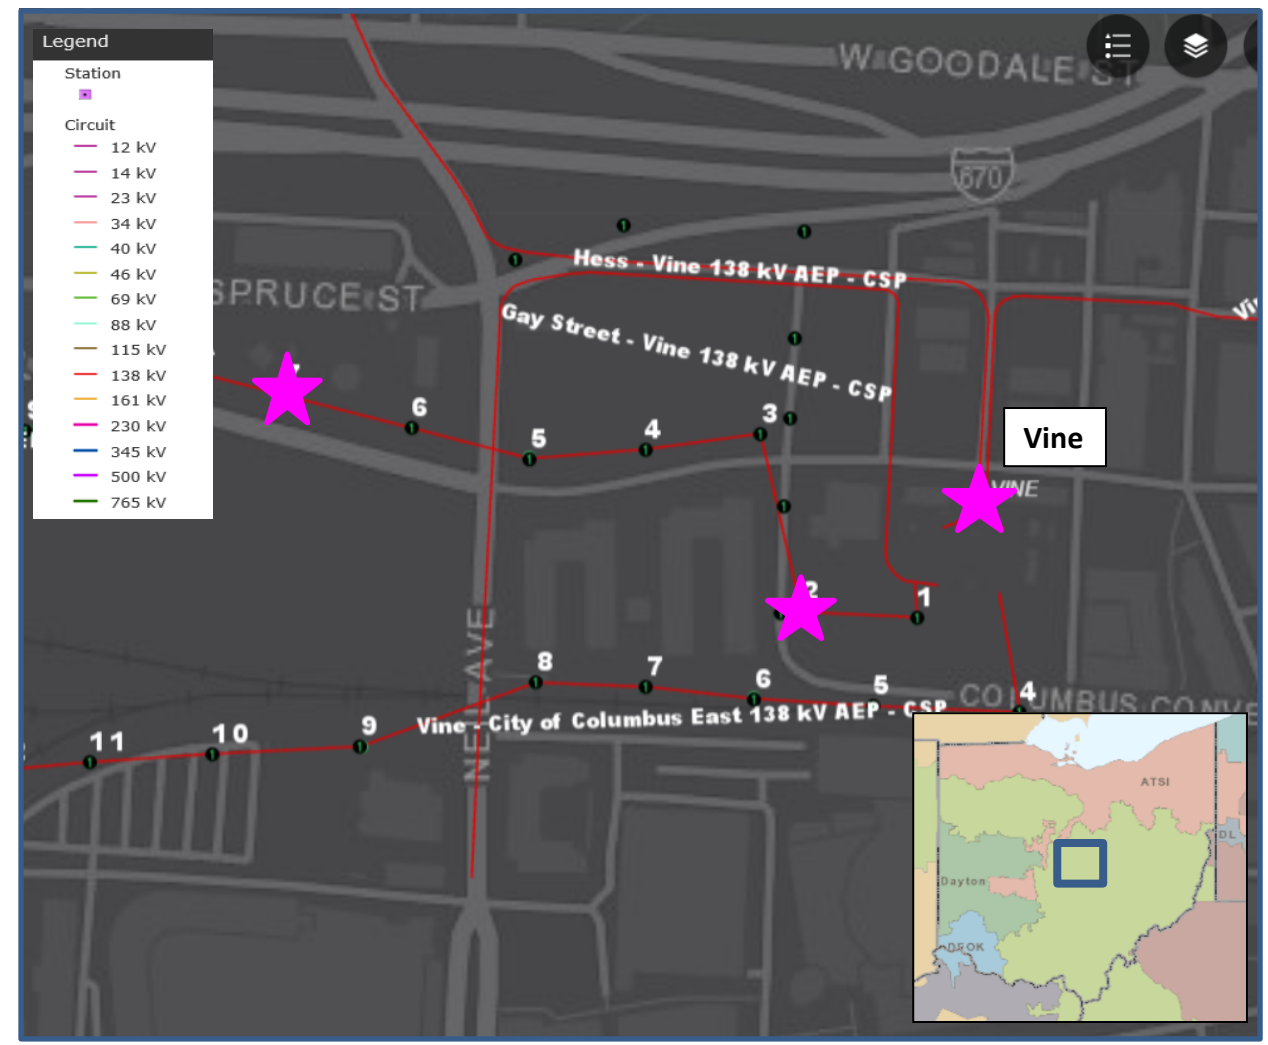 Legend
Station
Circuit
12 kV
14 kV
23 kV
34 kV
40 kV
46 kV
69 kV
88 kV
115 kV
138 kV
161 kV
230 kV
345 kV
500 kV
765 kV
W GOODALE ST
670
Hess - Vine 138 kV AEP - CSP
SPRUCE ST
Gay Street - Vine 138 kV AEP - CSP
6
5
4
3
Vine
VINE
2
1
NEIL AVE
8
7
6
5
4
COLUMBUS CONVE
Vine - City of Columbus East 138 kV AEP - CSP
9
10
11
ATSI
DL
Dayton
DEOK